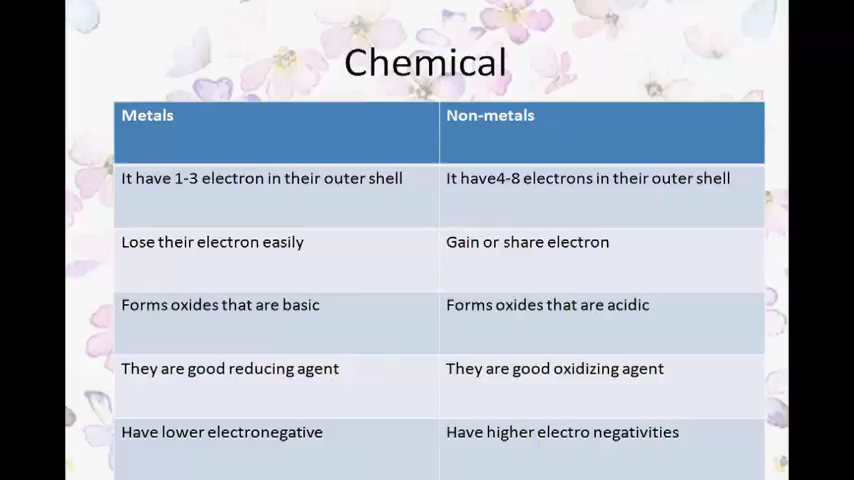 Chemical
Metals
Non-metals
It have 1-3 electron in their outer shell
It have4-8 electrons in their outer shell
Lose their electron easily
Gain or share electron
Forms oxides that are basic
Forms oxides that are acidic
They are good reducing agent
They are good oxidizing agent
Have lower electronegative
Have higher electro negativities